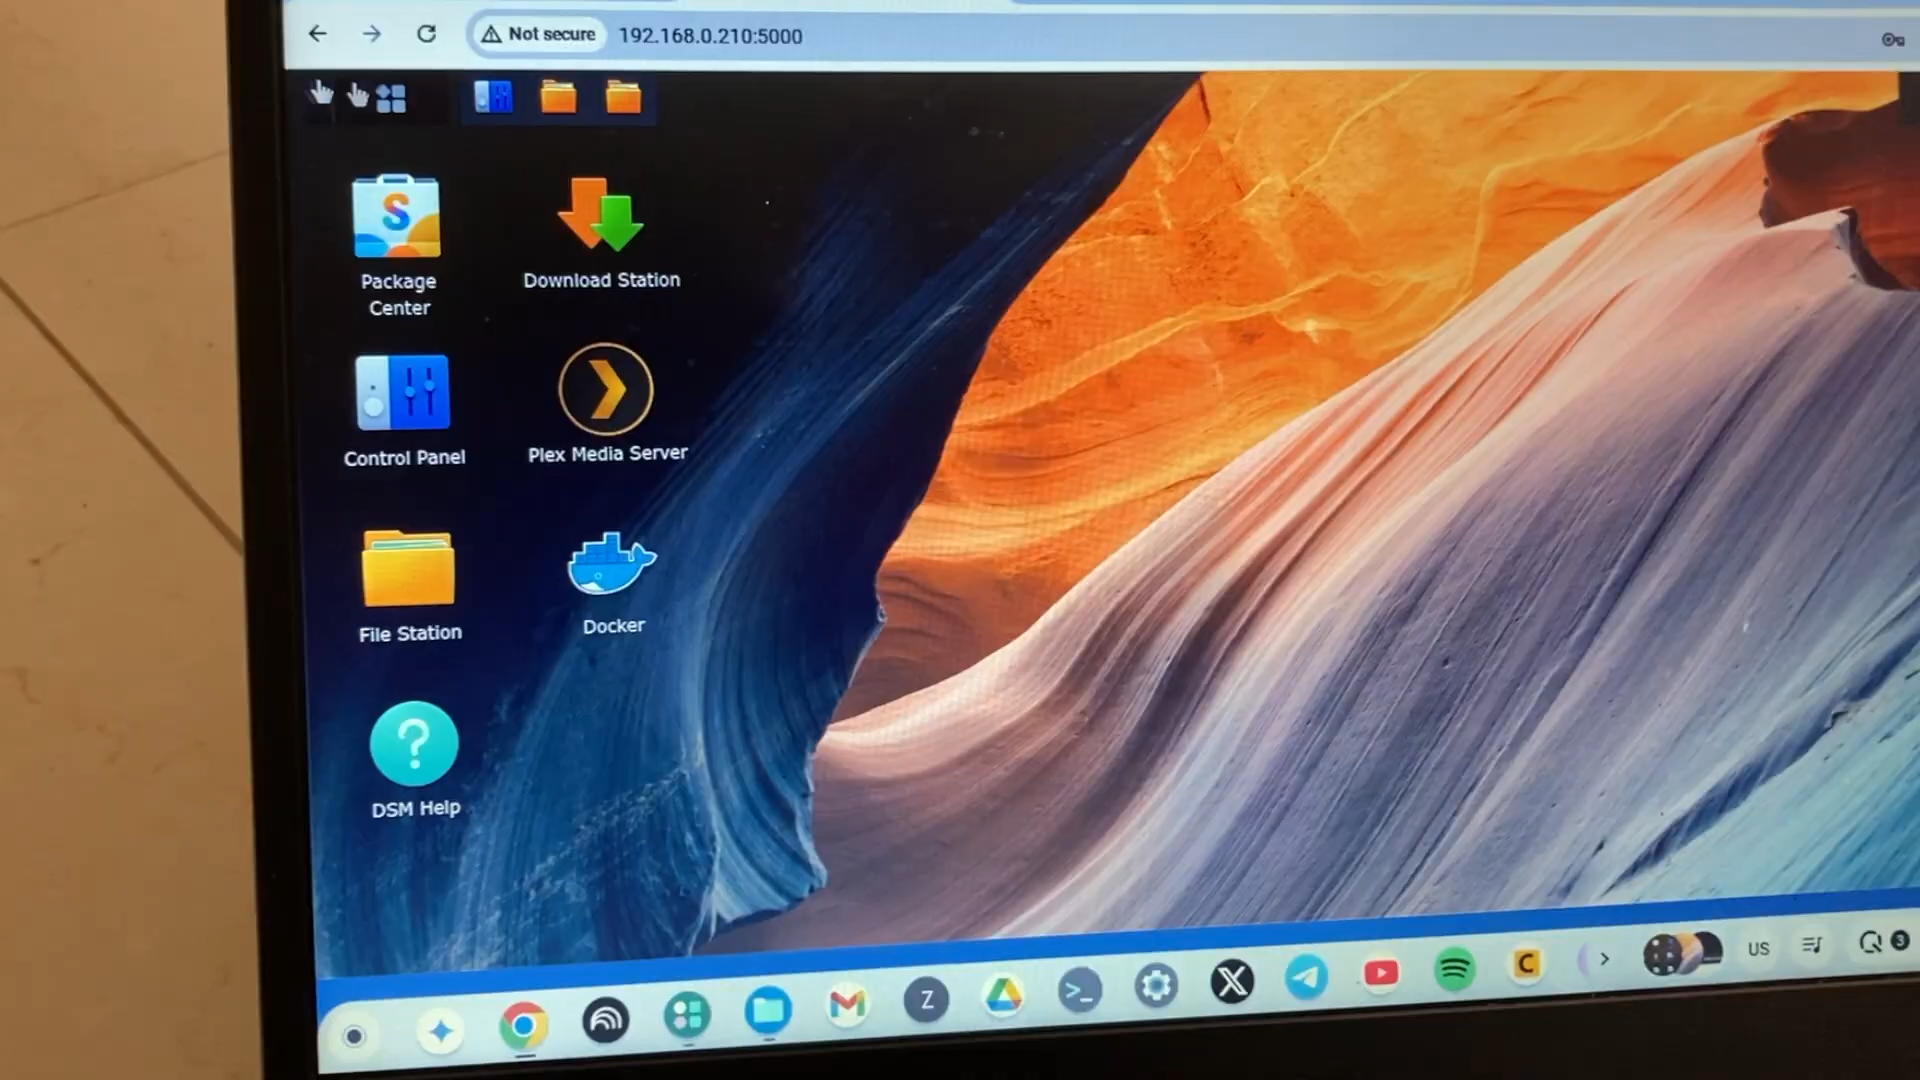 Not secure
192.168.0.210:5000
S
Package
Center
Download Station
Control Panel
Plex Media Server
File Station
Docker
?
DSM Help
Z
>_
X
C
US
3